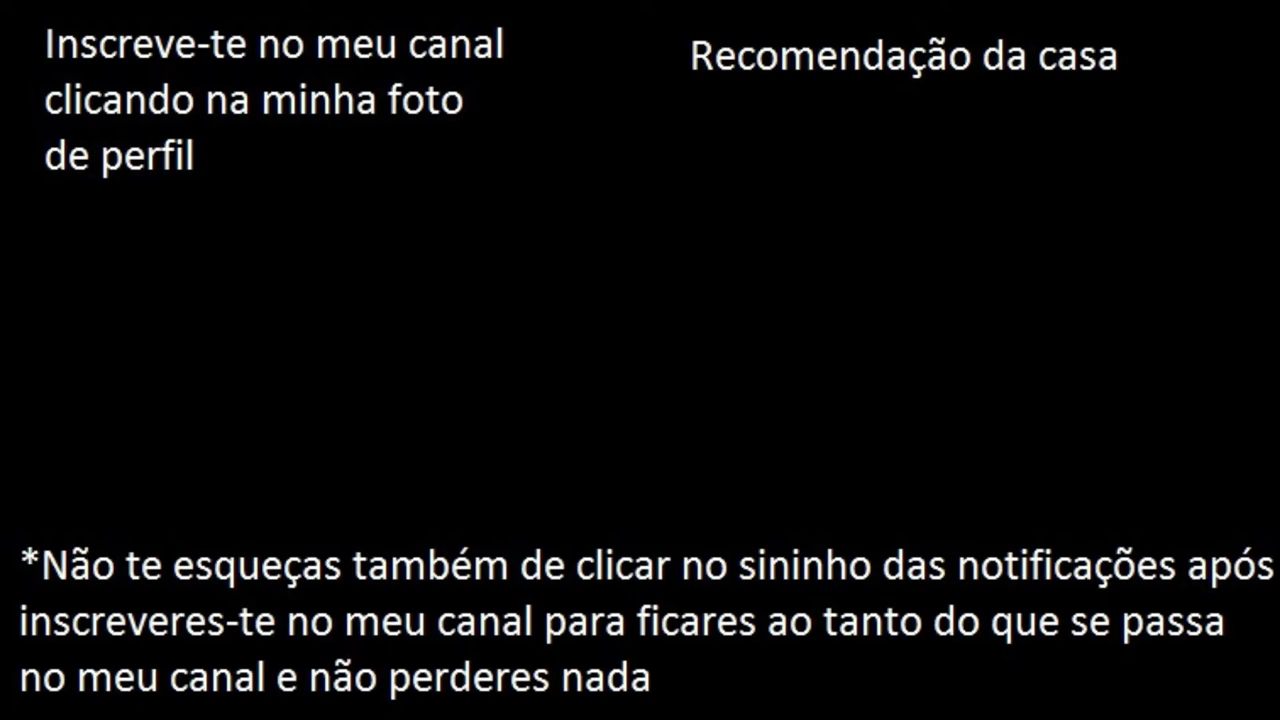 Inscreve-te no meu canal
clicando na minha foto
de perfil
Recomendação da casa
*Não te esqueças também de clicar no sininho das notificações após
inscreveres-te no meu canal para ficares ao tanto do que se passa
no meu canal e não perderes nada